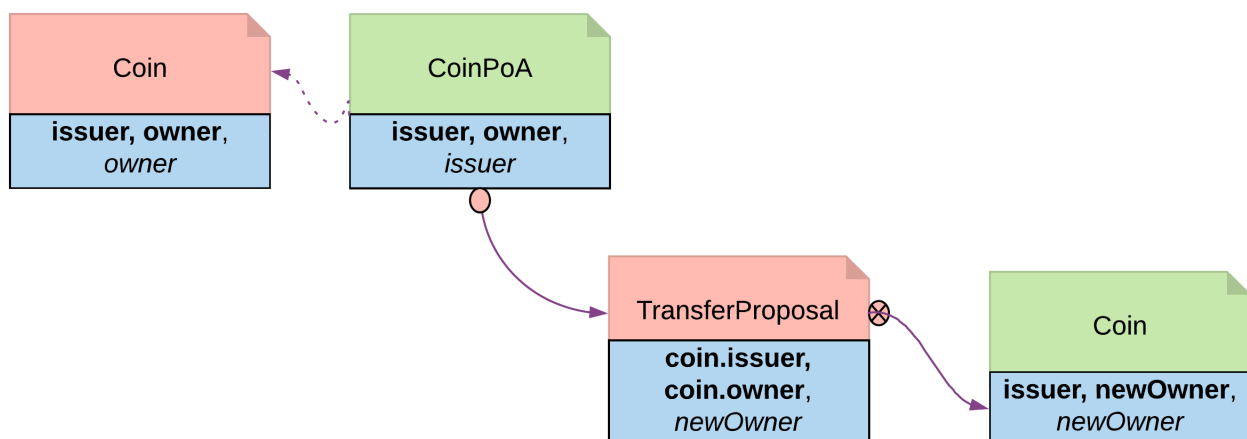 Coin
issuer, owner,
owner
CoinPoA
issuer, owner,
issuer
TransferProposal
coin.issuer,
coin.owner,
newOwner
Coin
issuer, newOwner,
newOwner